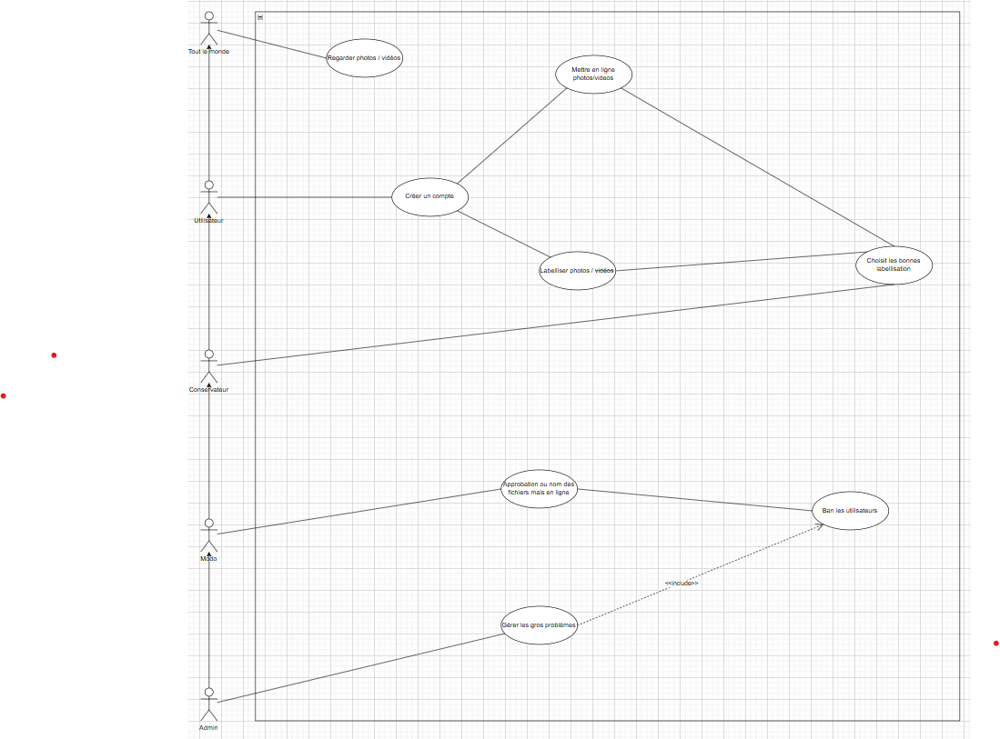 Tout le monde
Regarder photos / vidéos
Mettre en ligne
photos/videos
Créer un compte
Utilisateur
Labelliser photos / vidéos
Choisit les bonnes
labellisation
Conservateur
Approbation ou nom des
fichiers mais en ligne
Ban les utilisateurs
Modo
<<include>>
Gérer les gros problèmes
Admin